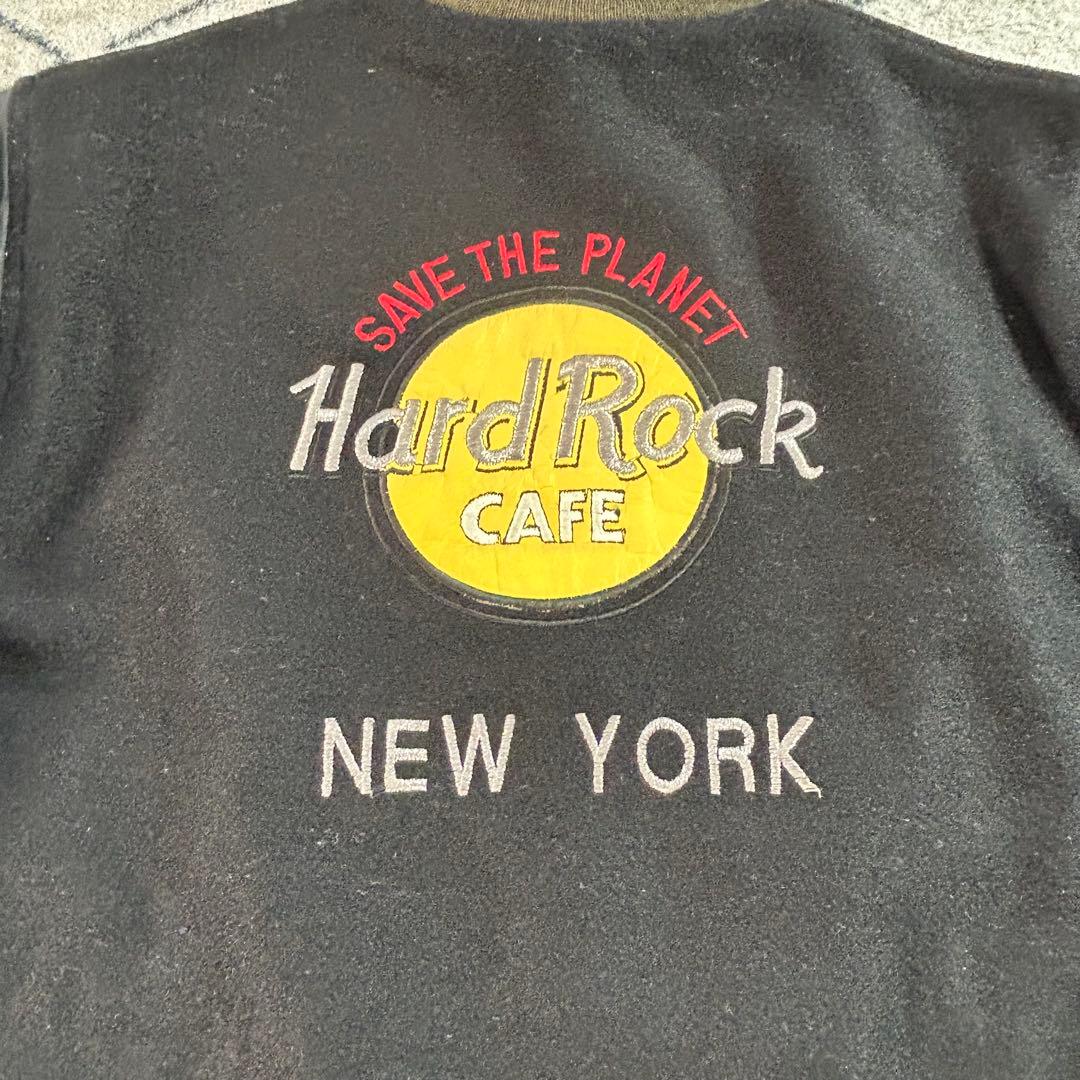 SAVE THE PLANET
Hard Rock
CAFE
NEW YORK